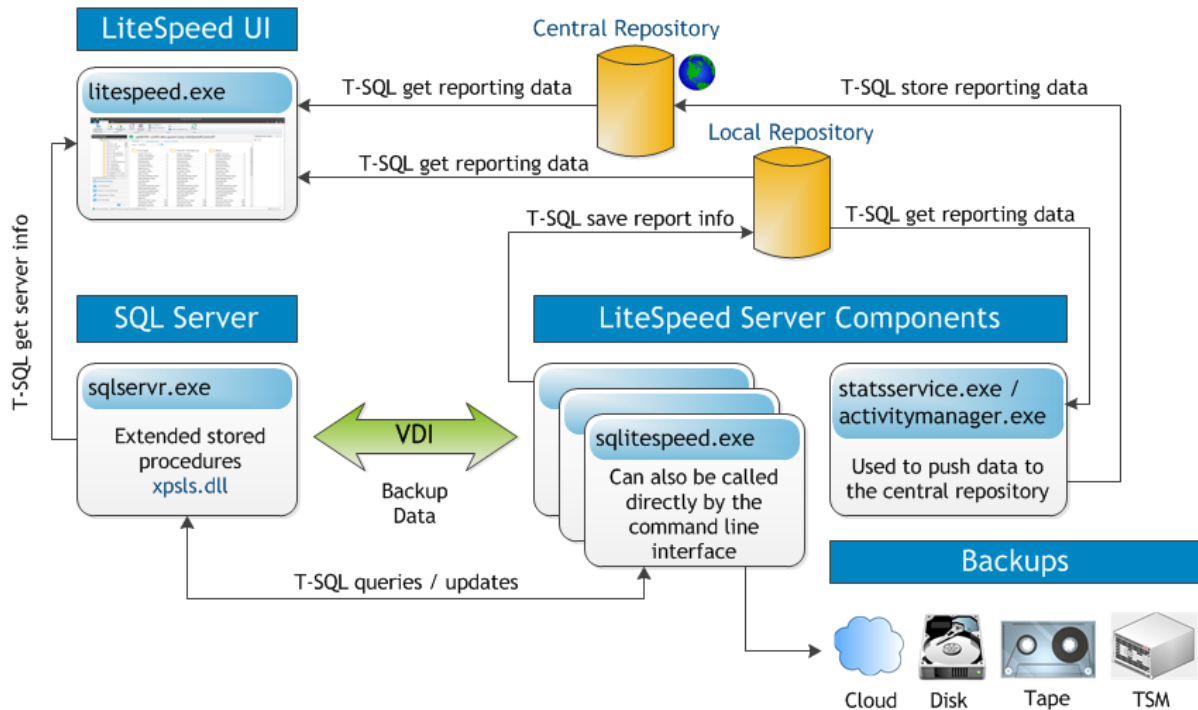 LiteSpeed UI
litespeed.exe
Central Repository
T-SQL get reporting data
T-SQL store reporting data
Local Repository
T-SQL get reporting data
T-SQL save report info
T-SQL get reporting data
T-SQL get server info
SQL Server
sqlservr.exe
Extended stored
procedures
xpsls.dll
VDI
Backup
Data
LiteSpeed Server Components
sqlitespeed.exe
Can also be called
directly by the
command line
interface
statsservice.exe /
activitymanager.exe
Used to push data to
the central repository
T-SQL queries / updates
Backups
Cloud
Disk
Tape
TSM